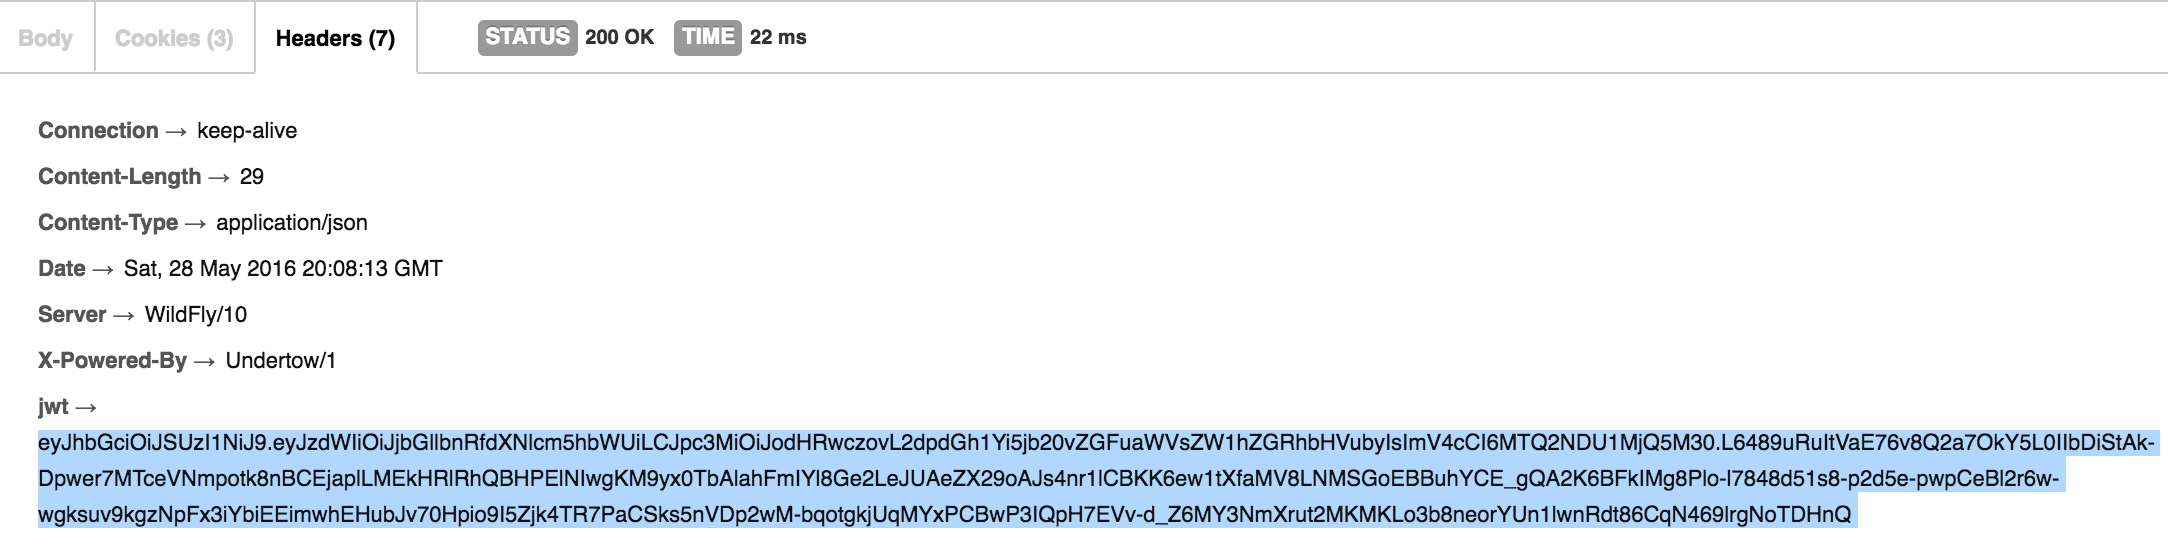 Body Cookies (3) Headers (7) STATUS 200 OK TIME 22 ms
Connection → keep-alive
Content-Length → 29
Content-Type → application/json
Date → Sat, 28 May 2016 20:08:13 GMT
Server → WildFly/10
X-Powered-By → Undertow/1
jwt →
eyJhbGciOiJSUzI1NiJ9.eyJzdWIiOiJjbGllbnRfdXNlcm5hbWUiLCJpc3MiOiJodHRwczovL2dpdGh1Yi5jb20vZGFuaWVsZW1hZGRhbHVubyIsImV4cCI6MTQ2NDU1MjQ5M30.L6489uRuItVaE76v8Q2a7OkY5L0IIbDiStAk-
Dpwer7MTceVNmpotk8nBCEjaplLMEkHRlRhQBHPElNIwgKM9yx0TbAlahFmIYl8Ge2LeJUAeZX29oAJs4nr1lCBKK6ew1tXfaMV8LNMSGoEBBuhYCE_gQA2K6BFkIMg8Plo-l7848d51s8-p2d5e-pwpCeBl2r6w-
wgksuv9kgzNpFx3iYbiEEimwhEHubJv70Hpio9I5Zjk4TR7PaCSks5nVDp2wM-bqotgkjUqMYxPCBwP3IQpH7EVv-d_Z6MY3NmXrut2MKMKLo3b8neorYUn1lwnRdt86CqN469lrgNoTDHnQ